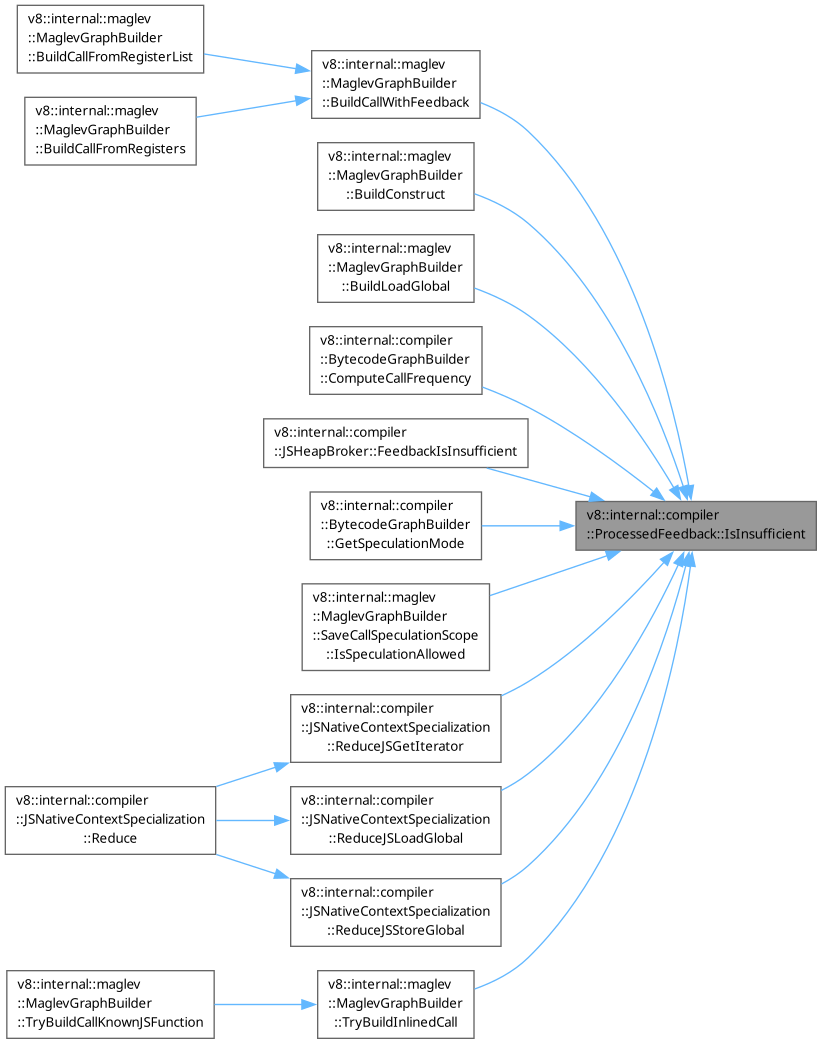 v8::internal::maglev
::MaglevGraphBuilder
::BuildCallFromRegisterList
v8::internal::maglev
::MaglevGraphBuilder
::BuildCallWithFeedback
v8::internal::maglev
::MaglevGraphBuilder
::BuildCallFromRegisters
v8::internal::maglev
::MaglevGraphBuilder
::BuildConstruct
v8::internal::maglev
::MaglevGraphBuilder
::BuildLoadGlobal
v8::internal::compiler
::BytecodeGraphBuilder
::ComputeCallFrequency
v8::internal::compiler
::JSHeapBroker::FeedbackIsInsufficient
v8::internal::compiler
::BytecodeGraphBuilder
::GetSpeculationMode
v8::internal::compiler
::ProcessedFeedback::IsInsufficient
v8::internal::maglev
::MaglevGraphBuilder
::SaveCallSpeculationScope
::IsSpeculationAllowed
v8::internal::compiler
::JSNativeContextSpecialization
::ReduceJSGetIterator
v8::internal::compiler
::JSNativeContextSpecialization
::Reduce
v8::internal::compiler
::JSNativeContextSpecialization
::ReduceJSLoadGlobal
v8::internal::compiler
::JSNativeContextSpecialization
::ReduceJSStoreGlobal
v8::internal::maglev
::MaglevGraphBuilder
::TryBuildCallKnownJSFunction
v8::internal::maglev
::MaglevGraphBuilder
::TryBuildInlinedCall